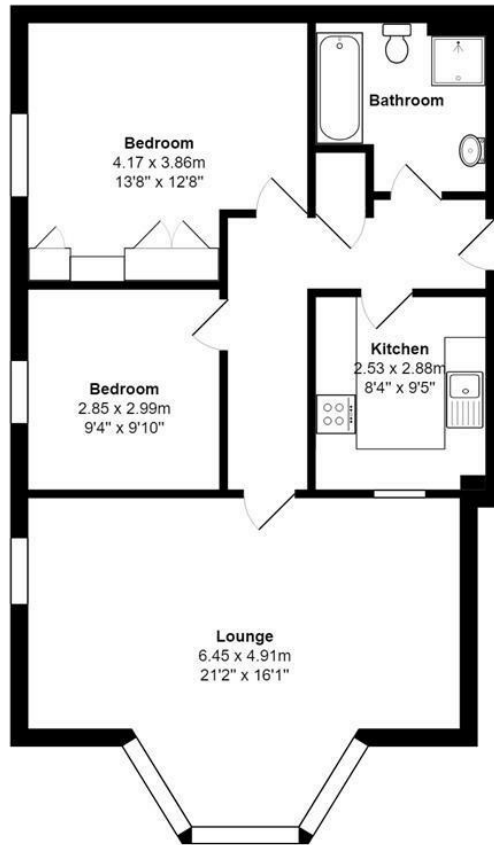 Bathroom
Bedroom
4.17 x 3.86m
13'8" x 12'8"
Kitchen
2.53 x 2.88m
8'4" x 9'5"
Bedroom
2.85 x 2.99m
9'4" x 9'10"
Lounge
6.45 x 4.91m
21'2" x 16'1"